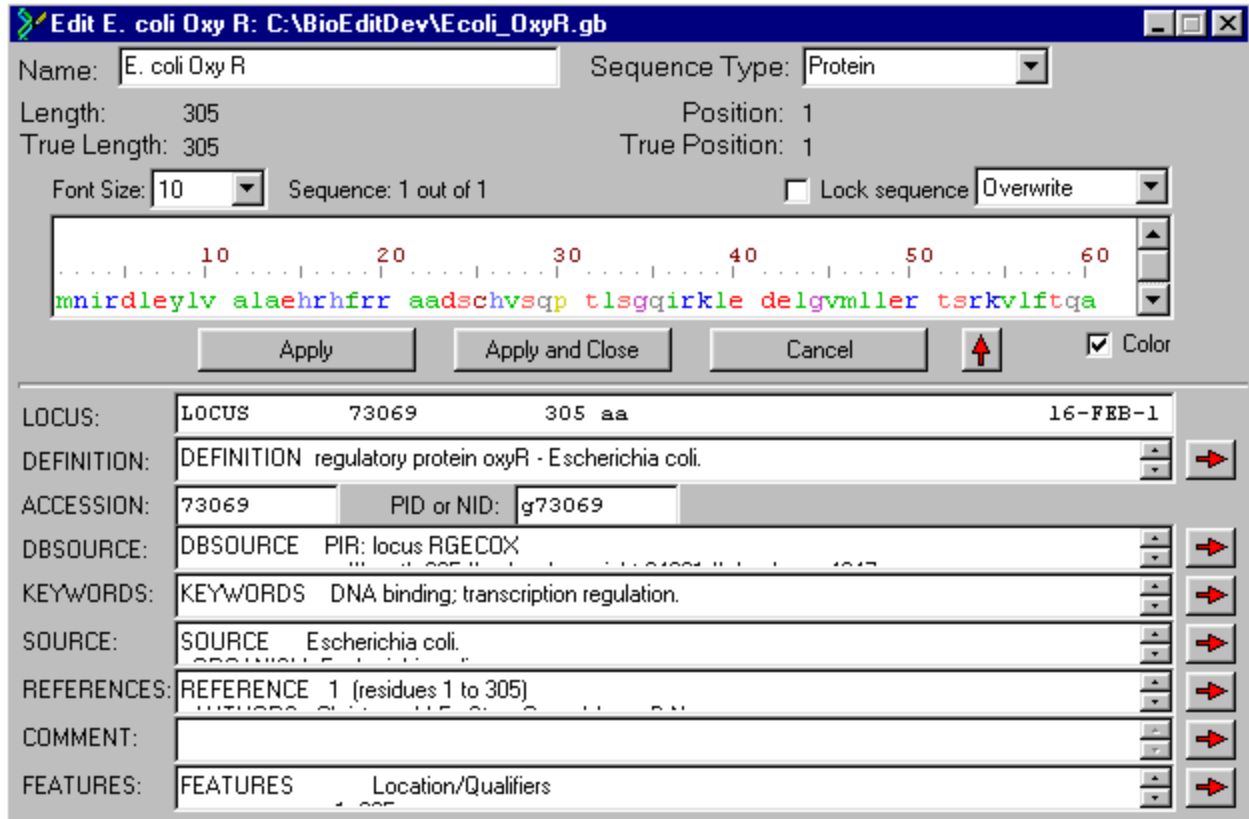 Edit E. coli Oxy R: C:\BioEditDev\Ecoli_OxyR.gb
Name: E. coli Oxy R Sequence Type: Protein
Length: 305 Position: 1
True Length: 305 True Position: 1
Font Size: 10 Sequence: 1 out of 1 Lock sequence Overwrite
10 20 30 40 50 60
mnirdleylv alaehrhfrr aadschvsqp tlsgqirkle delgvmller tsrkvlftqa
Apply Apply and Close Cancel Color
LOCUS: LOCUS 73069 305 aa 16-FEB-1
DEFINITION: DEFINITION regulatory protein oxyR - Escherichia coli.
ACCESSION: 73069 PID or NID: g73069
DBSOURCE: DBSOURCE PIR: locus RGECOX
KEYWORDS: KEYWORDS DNA binding; transcription regulation.
SOURCE: SOURCE Escherichia coli.
REFERENCES: REFERENCE 1 (residues 1 to 305)
COMMENT:
FEATURES: FEATURES Location/Qualifiers